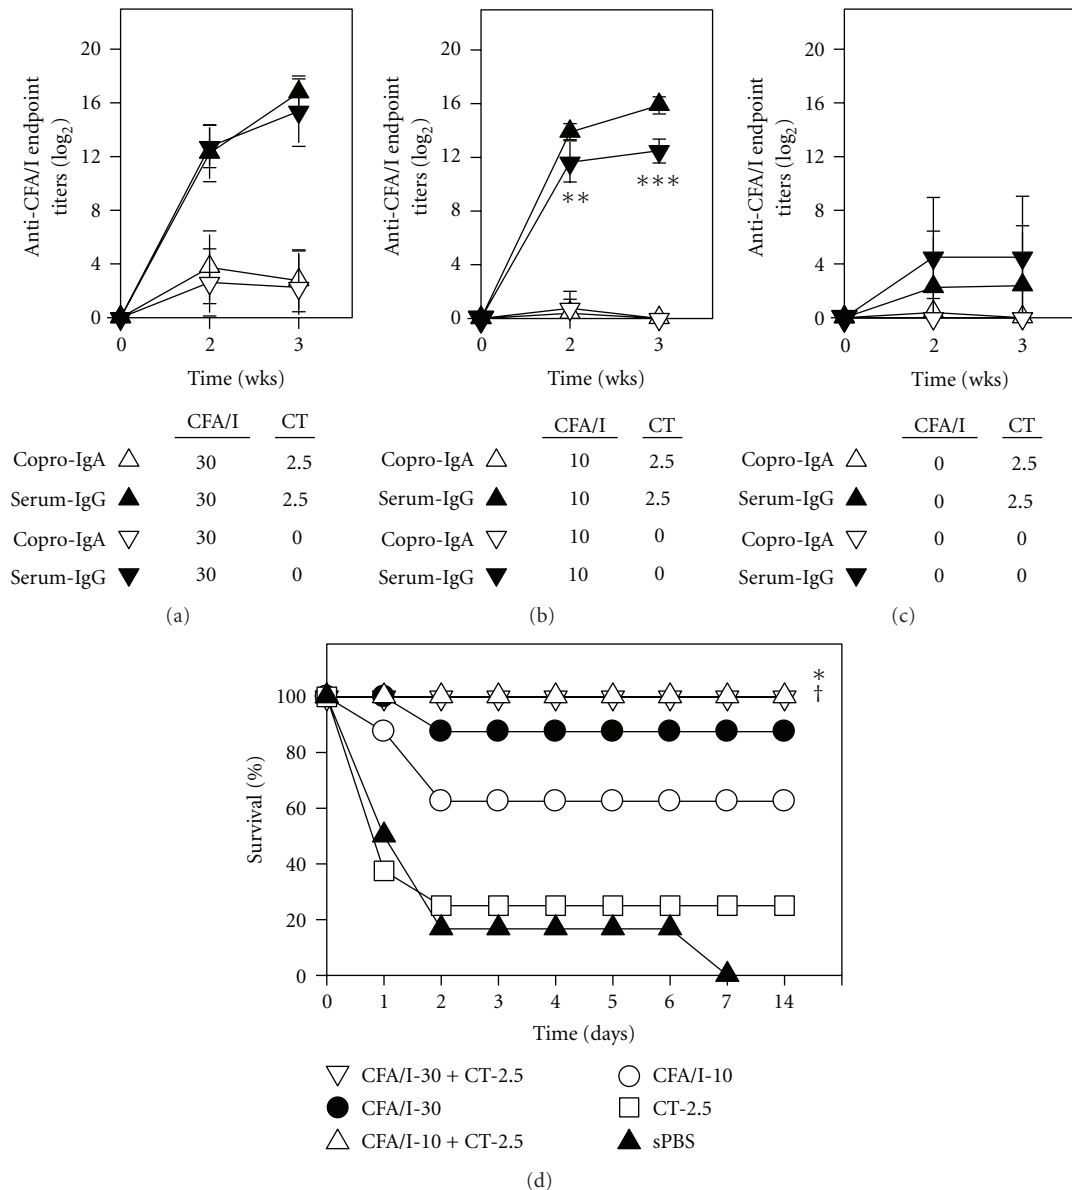 20
16
12
8
4
0
Anti-CFA/I endpoint
titers (log2)
0 2 3
Time (wks)
CFA/I CT
Copro-IgA △ 30 2.5
Serum-IgG ▲ 30 2.5
Copro-IgA ▽ 30 0
Serum-IgG ▼ 30 0
(a)
20
16
12
8
4
0
Anti-CFA/I endpoint
titers (log2)
**
***
0 2 3
Time (wks)
CFA/I CT
Copro-IgA △ 10 2.5
Serum-IgG ▲ 10 2.5
Copro-IgA ▽ 10 0
Serum-IgG ▼ 10 0
(b)
20
16
12
8
4
0
Anti-CFA/I endpoint
titers (log2)
0 2 3
Time (wks)
CFA/I CT
Copro-IgA △ 0 2.5
Serum-IgG ▲ 0 2.5
Copro-IgA ▽ 0 0
Serum-IgG ▼ 0 0
(c)
*
†
100
80
60
40
20
0
Survival (%)
0 1 2 3 4 5 6 7 14
Time (days)
▽ CFA/I-30 + CT-2.5
● CFA/I-30
△ CFA/I-10 + CT-2.5
○ CFA/I-10
□ CT-2.5
▲ sPBS
(d)